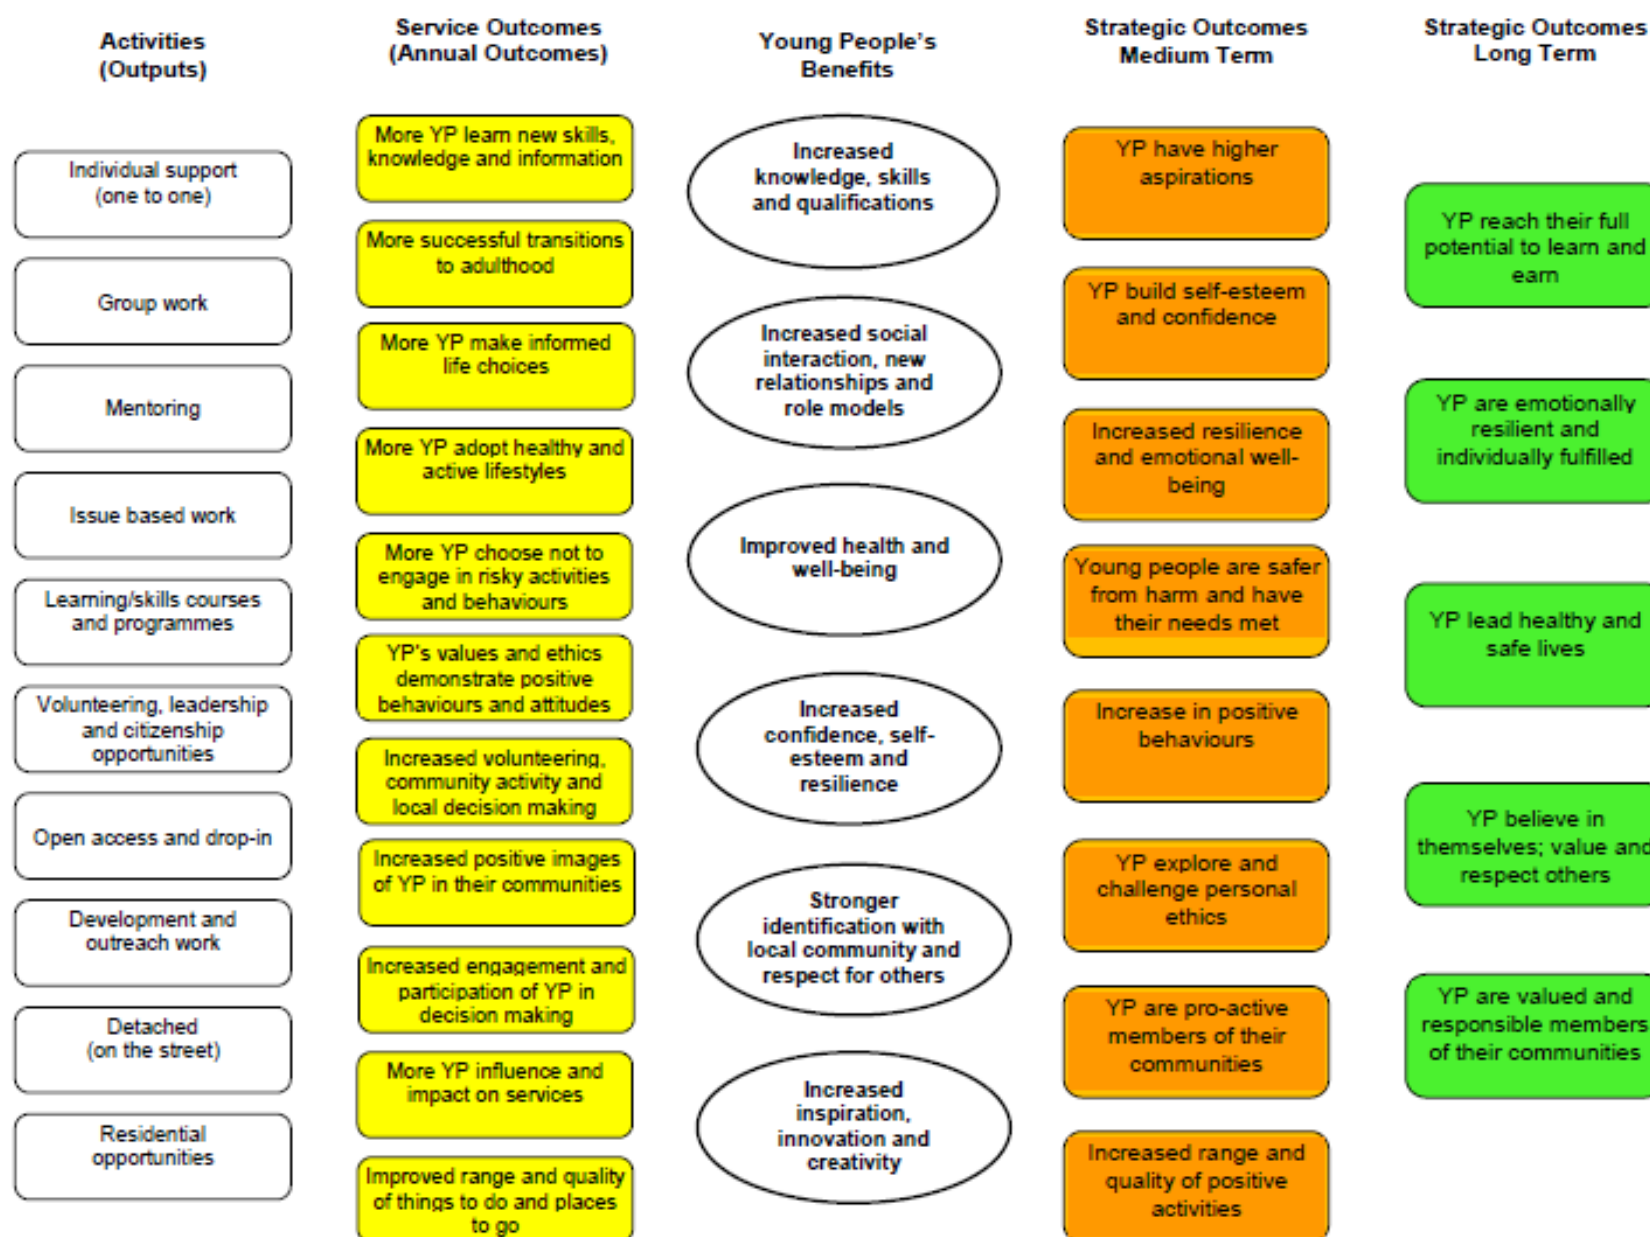 Activities
(Outputs)
Individual support
(one to one)
Group work
Mentoring
Issue based work
Learning/skills courses
and programmes
Volunteering, leadership
and citizenship
opportunities
Open access and drop-in
Development and
outreach work
Detached
(on the street)
Residential
opportunities
Service Outcomes
(Annual Outcomes)
More YP learn new skills,
knowledge and information
More successful transitions
to adulthood
More YP make informed
life choices
More YP adopt healthy and
active lifestyles
More YP choose not to
engage in risky activities
and behaviours
YP's values and ethics
demonstrate positive
behaviours and attitudes
Increased volunteering,
community activity and
local decision making
Increased positive images
of YP in their communities
Increased engagement and
participation of YP in
decision making
More YP influence and
impact on services
Improved range and quality
of things to do and places
to go
Young People's
Benefits
Increased
knowledge, skills
and qualifications
Increased social
interaction, new
relationships and
role models
Improved health and
well-being
Increased
confidence, self-
esteem and
resilience
Stronger
identification with
local community and
respect for others
Increased
inspiration,
innovation and
creativity
Strategic Outcomes
Medium Term
YP have higher
aspirations
YP build self-esteem
and confidence
Increased resilience
and emotional well-
being
Young people are safer
from harm and have
their needs met
Increase in positive
behaviours
YP explore and
challenge personal
ethics
YP are pro-active
members of their
communities
Increased range and
quality of positive
activities
Strategic Outcomes
Long Term
YP reach their full
potential to learn and
earn
YP are emotionally
resilient and
individually fulfilled
YP lead healthy and
safe lives
YP believe in
themselves; value and
respect others
YP are valued and
responsible members
of their communities